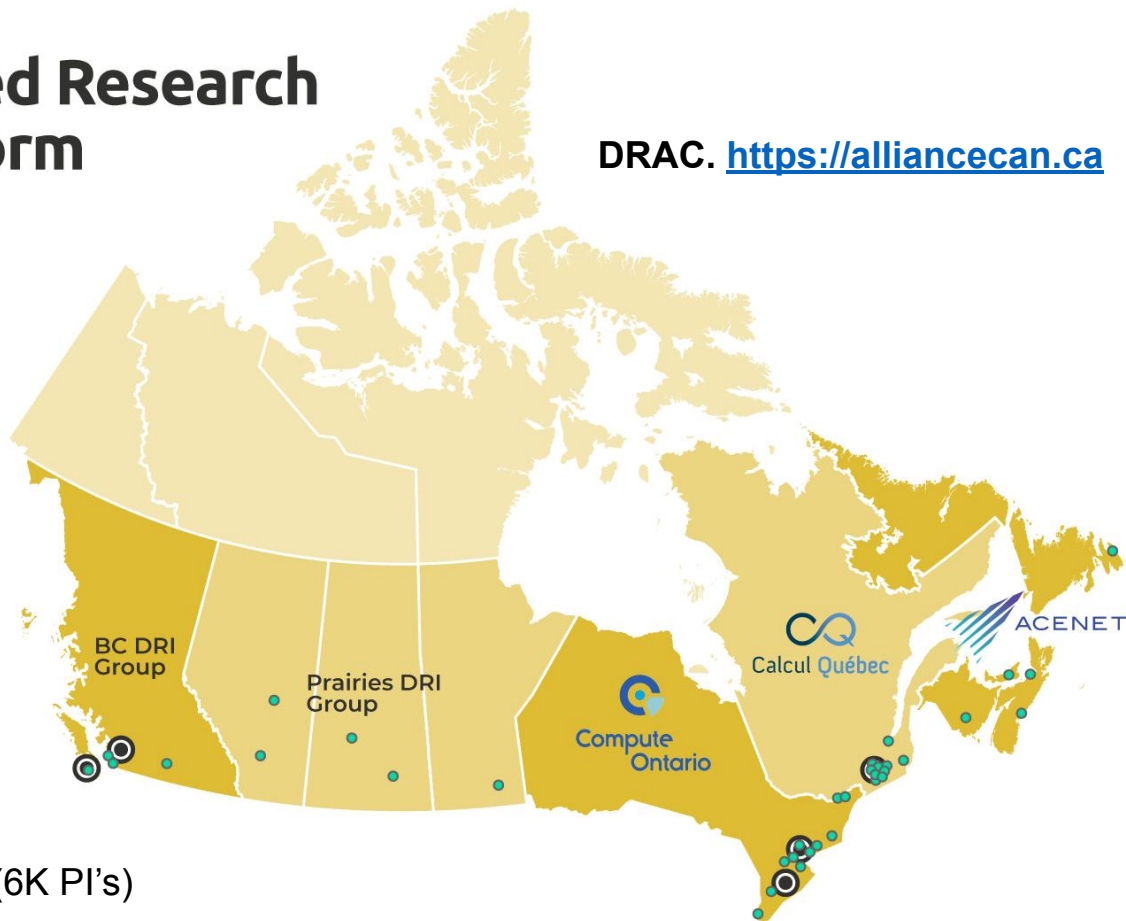 ed Research
orm
DRAC. https://alliancecan.ca
BC DRI
Group
Prairies DRI
Group
Compute
Ontario
CQ
Calcul Québec
ACENET
(6K PI's)